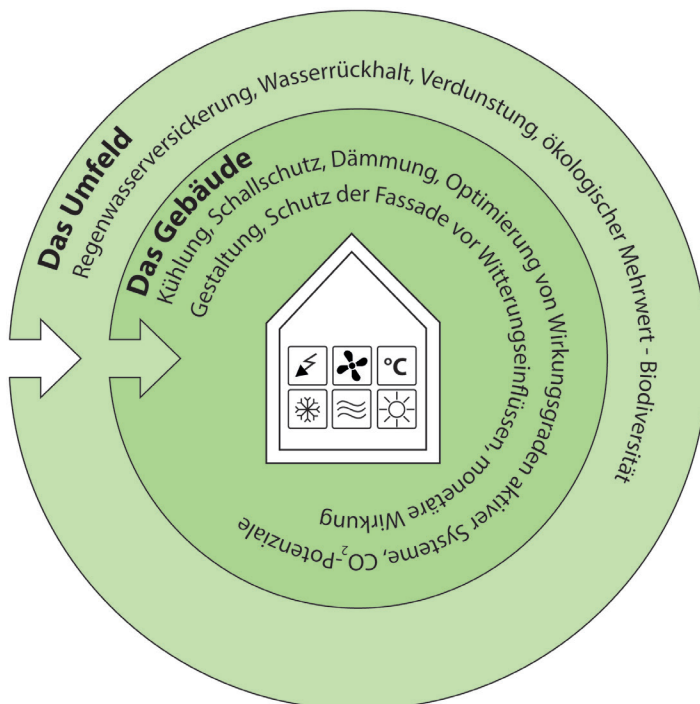 Das Umfeld
Regenwasserversickerung, Wasserrückhalt, Verdunstung, ökologischer Mehrwert - Biodiversität
Das Gebäude
Kühlung, Schallschutz, Dämmung, Optimierung von Wirkungsgraden aktiver Systeme, CO₂-Potenziale
Gestaltung, Schutz der Fassade vor Witterungseinflüssen, monetäre Wirkung
°C